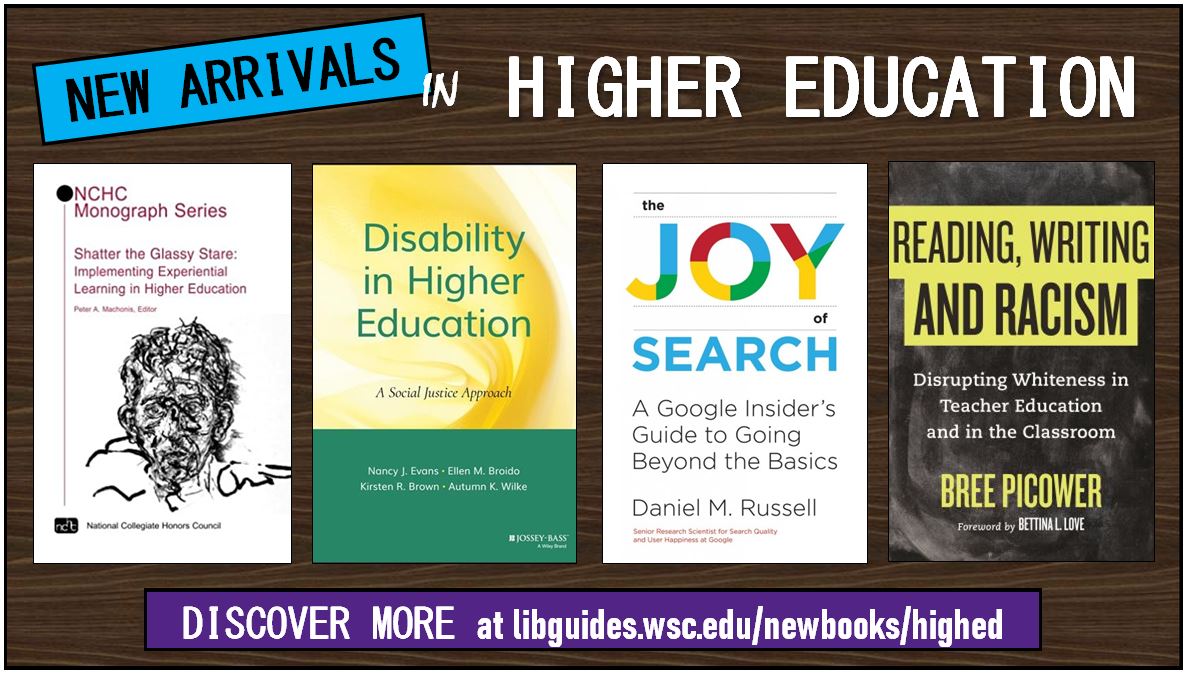 NEW ARRIVALS
IN
HIGHER EDUCATION
NCHC
Monograph Series
Shatter the Glassy Stare:
Implementing Experiential
Learning in Higher Education
Peter A. Machonis, Editor
National Collegiate Honors Council
Disability
in Higher
Education
A Social Justice Approach
Nancy J. Evans • Ellen M. Broido
Kirsten R. Brown • Autumn K. Wilke
JOSSEY-BASS™
A Wiley Brand
the
JOY
of
SEARCH
A Google Insider's
Guide to Going
Beyond the Basics
Daniel M. Russell
Senior Research Scientist for Search Quality
and User Happiness at Google
READING, WRITING
AND RACISM
Disrupting Whiteness in
Teacher Education
and in the Classroom
BREE PICOWER
Foreword by BETTINA L. LOVE
DISCOVER MORE at libguides.wsc.edu/newbooks/highed